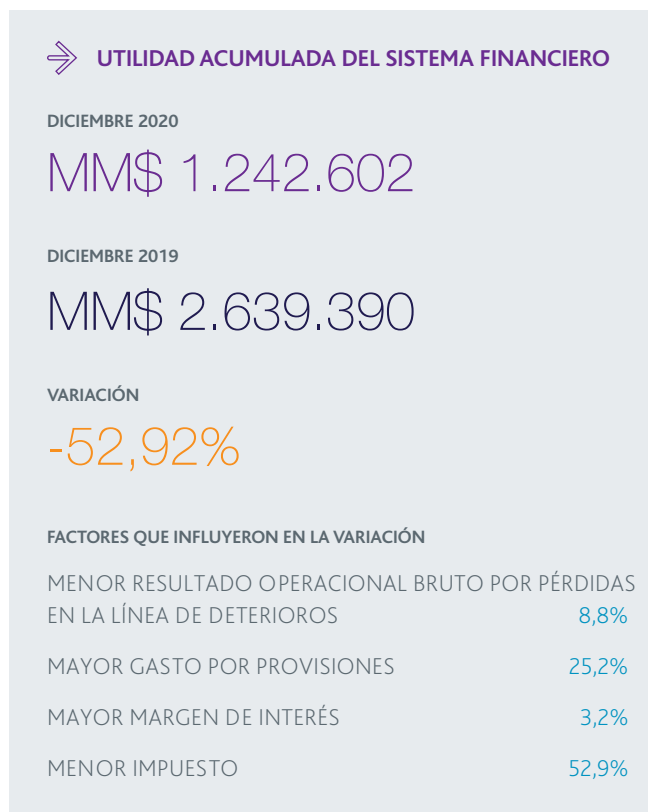 UTILIDAD ACUMULADA DEL SISTEMA FINANCIERO
DICIEMBRE 2020
MM$ 1.242.602
DICIEMBRE 2019
MM$ 2.639.390
VARIACIÓN
-52,92%
FACTORES QUE INFLUYERON EN LA VARIACIÓN
MENOR RESULTADO OPERACIONAL BRUTO POR PÉRDIDAS
EN LA LÍNEA DE DETERIOROS 8,8%
MAYOR GASTO POR PROVISIONES 25,2%
MAYOR MARGEN DE INTERÉS 3,2%
MENOR IMPUESTO 52,9%